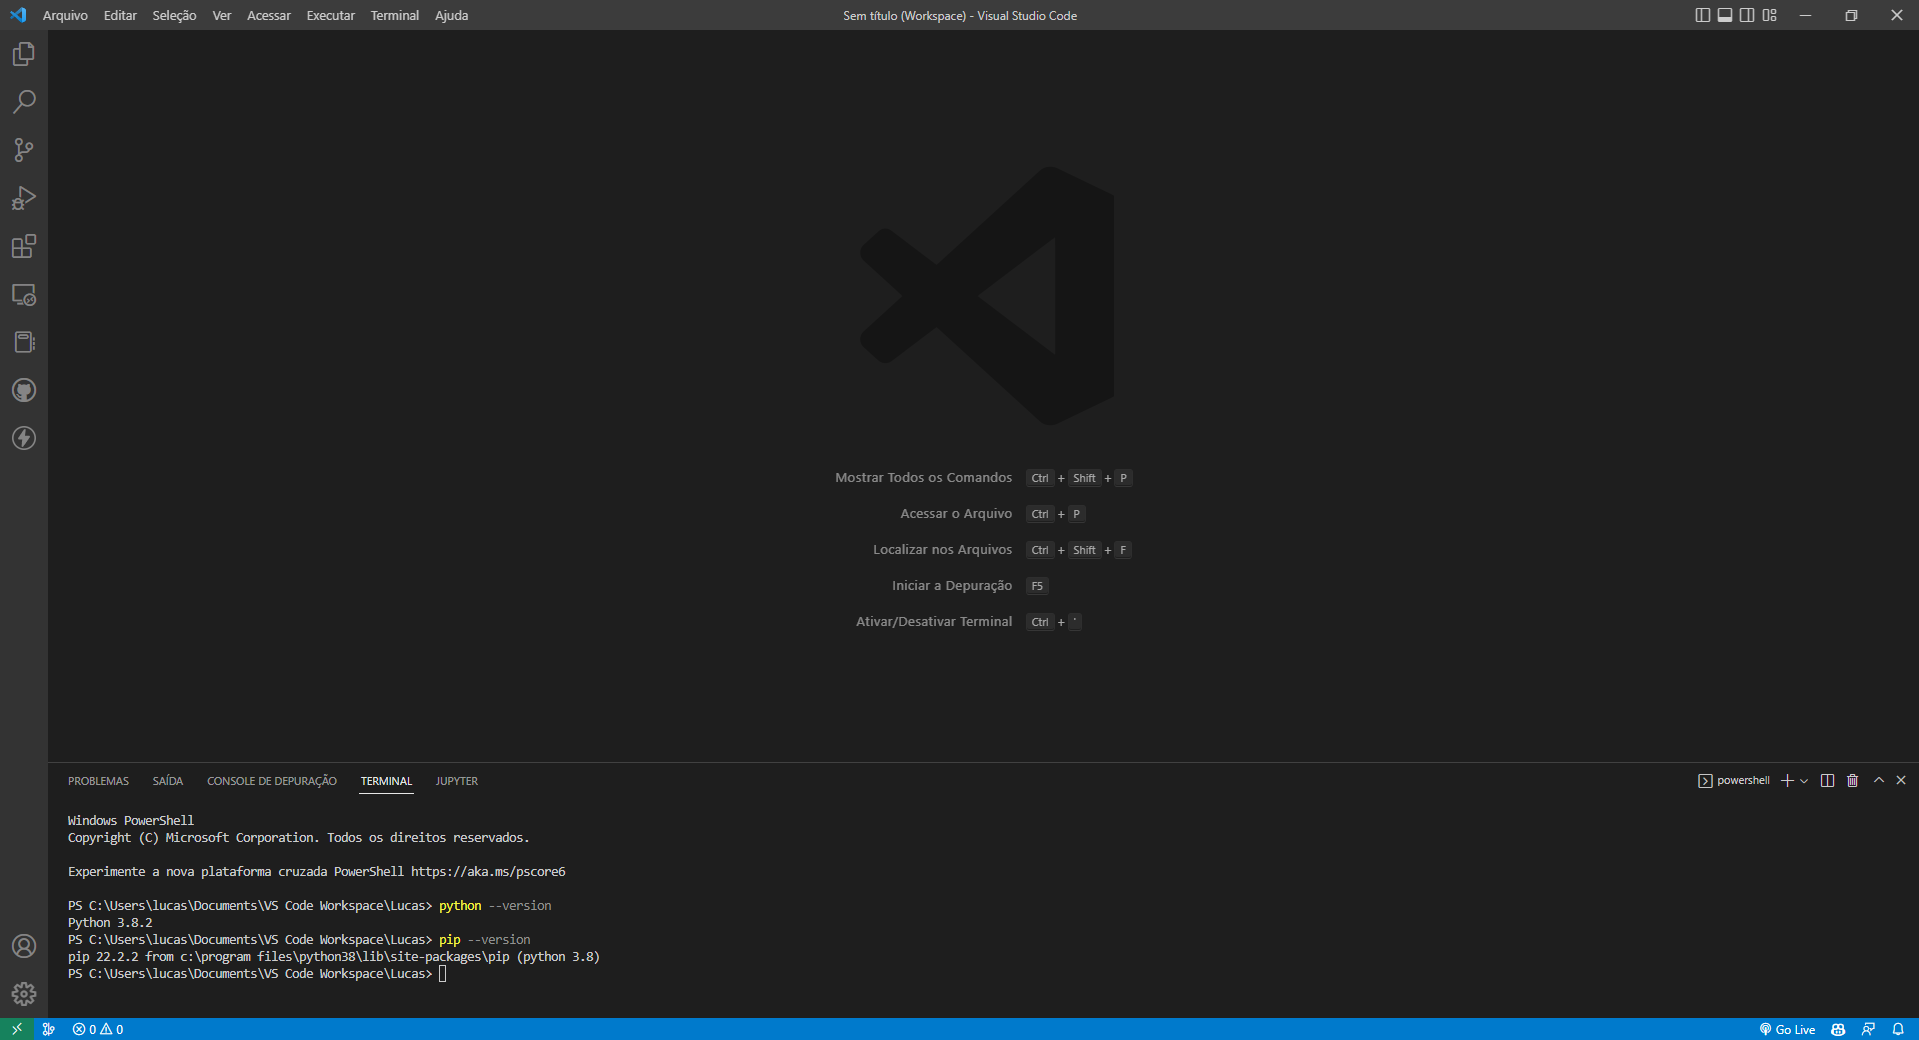 Arquivo Editar Seleção Ver Acessar Executar Terminal Ajuda
Sem título (Workspace) - Visual Studio Code
Mostrar Todos os Comandos Ctrl + Shift + P
Acessar o Arquivo Ctrl + P
Localizar nos Arquivos Ctrl + Shift + F
Iniciar a Depuração F5
Ativar/Desativar Terminal Ctrl + '
PROBLEMAS SAÍDA CONSOLE DE DEPURAÇÃO TERMINAL JUPYTER
powershell
Windows PowerShell
Copyright (C) Microsoft Corporation. Todos os direitos reservados.
Experimente a nova plataforma cruzada PowerShell https://aka.ms/pscore6
PS C:\Users\lucas\Documents\VS Code Workspace\Lucas> python --version
Python 3.8.2
PS C:\Users\lucas\Documents\VS Code Workspace\Lucas> pip --version
pip 22.2.2 from c:\program files\python38\lib\site-packages\pip (python 3.8)
PS C:\Users\lucas\Documents\VS Code Workspace\Lucas>
0 0
Go Live